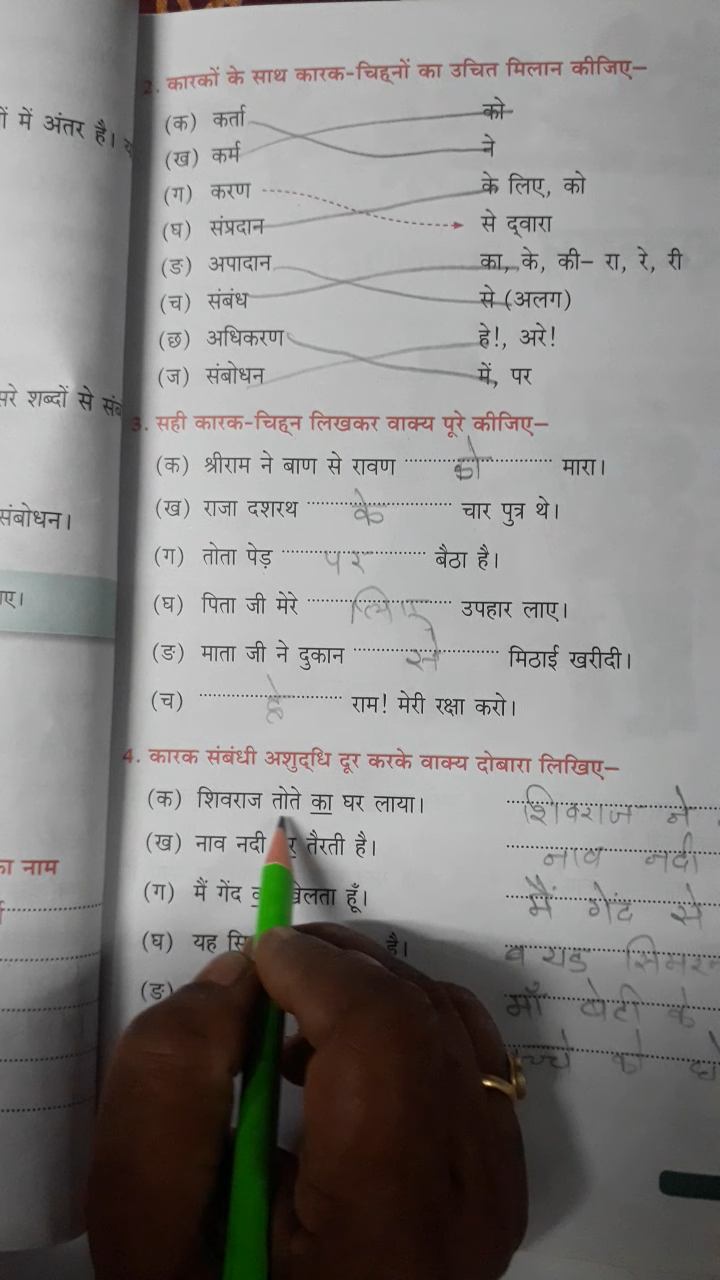 ों में अंतर है।
2. कारकों के साथ कारक-चिह्नों का उचित मिलान कीजिए–
(क) कर्ता को
(ख) कर्म ने
(ग) करण के लिए, को
(घ) संप्रदान से द्वारा
(ङ) अपादान का, के, की– रा, रे, री
(च) संबंध से (अलग)
(छ) अधिकरण हे!, अरे!
(ज) संबोधन में, पर
सरे शब्दों से संब
3. सही कारक-चिह्न लिखकर वाक्य पूरे कीजिए–
(क) श्रीराम ने बाण से रावण को मारा।
(ख) राजा दशरथ के चार पुत्र थे।
संबोधन।
(ग) तोता पेड़ पर बैठा है।
(घ) पिता जी मेरे लिए उपहार लाए।
ए।
(ङ) माता जी ने दुकान से मिठाई खरीदी।
(च) हे राम! मेरी रक्षा करो।
4. कारक संबंधी अशुद्धि दूर करके वाक्य दोबारा लिखिए–
(क) शिवराज तोते का घर लाया। शिवराज ने
(ख) नाव नदी तैरती है। नाव नदी
का नाम
(ग) मैं गेंद खेलता हूँ। मैं गेंद से
(घ) यह है। यह सिमरन
(ङ) माँ बेटी के
च्चे को